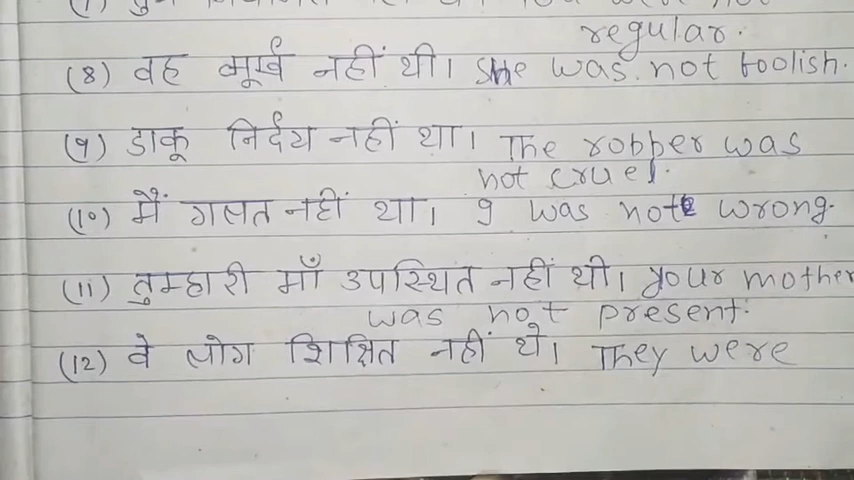 regular.
(8) वह मूर्ख नहीं थी। She was not foolish.
(9) डाकू निर्दय नहीं था। The robber was
not cruel.
(10) मैं गलत नहीं था। I was not wrong.
(11) तुम्हारी माँ उपस्थित नहीं थी। your mother
was not present.
(12) वे लोग शिक्षित नहीं थे। They were